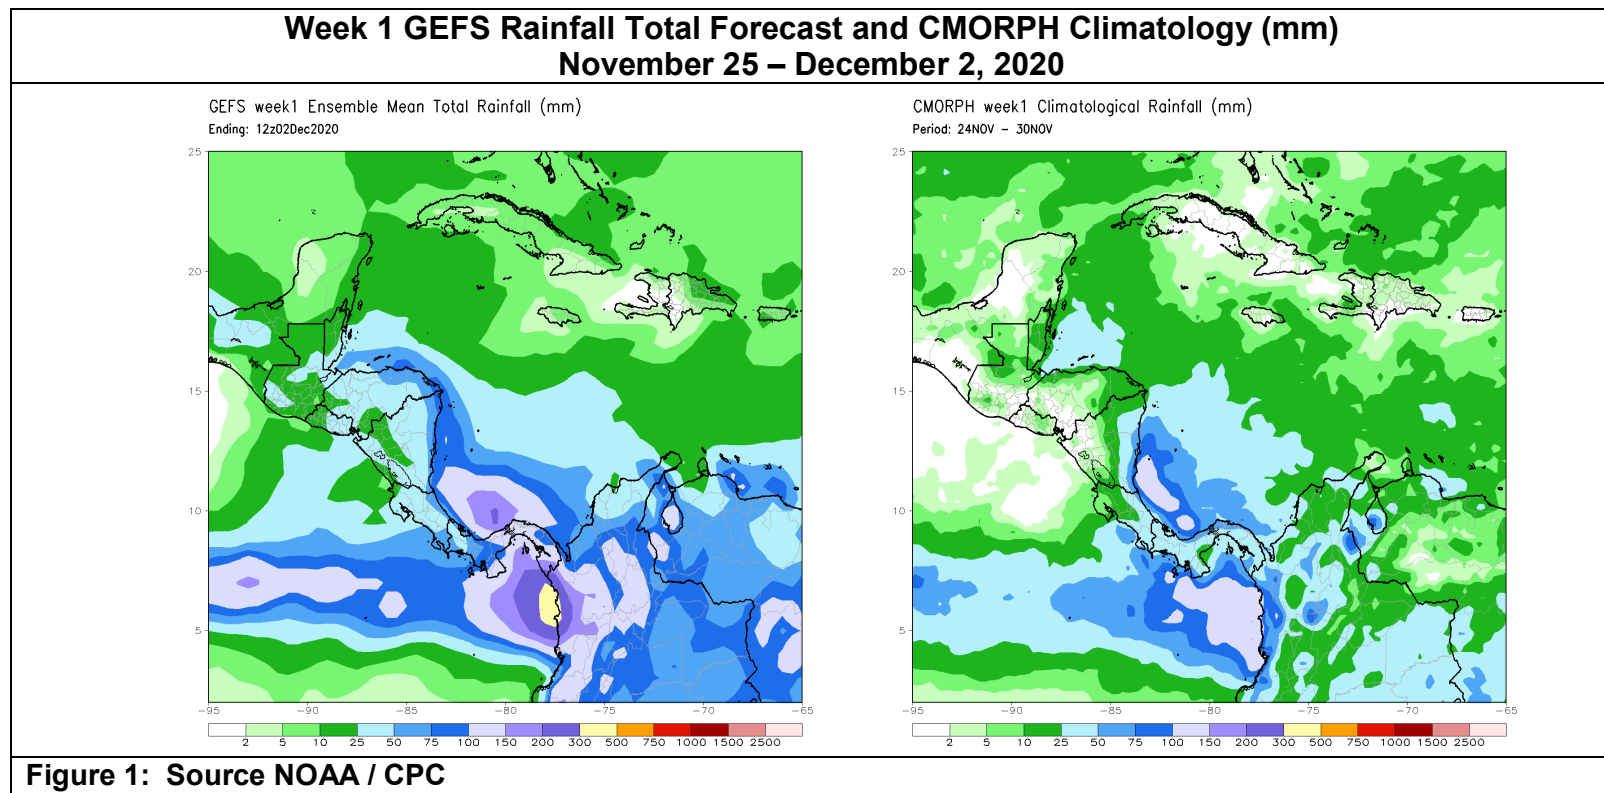 Week 1 GEFS Rainfall Total Forecast and CMORPH Climatology (mm)
November 25 – December 2, 2020
GEFS week1 Ensemble Mean Total Rainfall (mm)
Ending: 12z02Dec2020
25
20
15
10
5
-95 -90 -85 -80 -75 -70 -65
2 5 10 25 50 75 100 150 200 300 500 750 1000 1500 2500
CMORPH week1 Climatological Rainfall (mm)
Period: 24NOV - 30NOV
25
20
15
10
5
-95 -90 -85 -80 -75 -70 -65
2 5 10 25 50 75 100 150 200 300 500 750 1000 1500 2500
Figure 1: Source NOAA / CPC